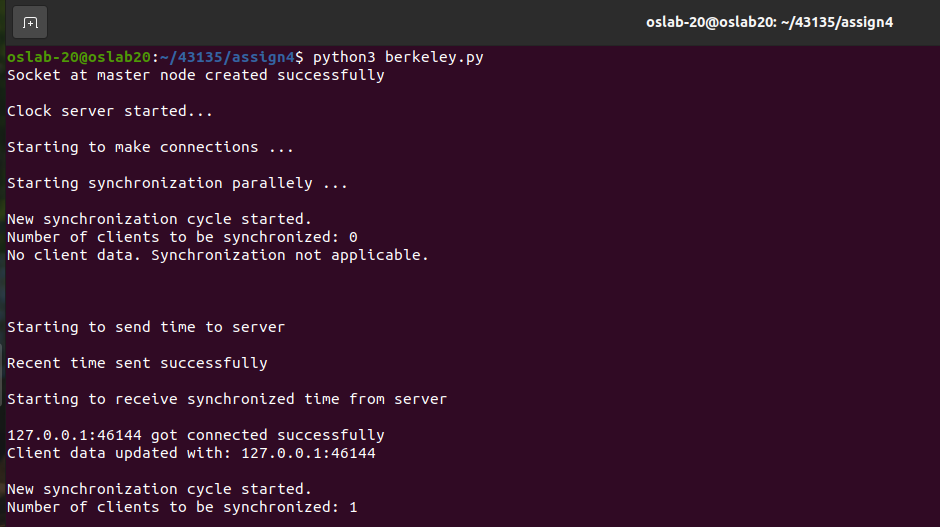 oslab-20@oslab20: ~/43135/assign4
oslab-20@oslab20:~/43135/assign4$ python3 berkeley.py
Socket at master node created successfully
Clock server started...
Starting to make connections ...
Starting synchronization parallely ...
New synchronization cycle started.
Number of clients to be synchronized: 0
No client data. Synchronization not applicable.
Starting to send time to server
Recent time sent successfully
Starting to receive synchronized time from server
127.0.0.1:46144 got connected successfully
Client data updated with: 127.0.0.1:46144
New synchronization cycle started.
Number of clients to be synchronized: 1